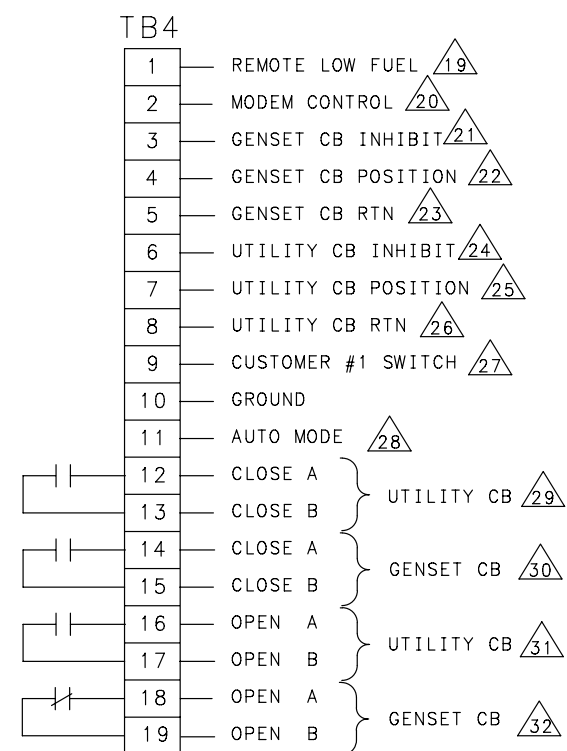 TB4
1 REMOTE LOW FUEL 19
2 MODEM CONTROL 20
3 GENSET CB INHIBIT 21
4 GENSET CB POSITION 22
5 GENSET CB RTN 23
6 UTILITY CB INHIBIT 24
7 UTILITY CB POSITION 25
8 UTILITY CB RTN 26
9 CUSTOMER #1 SWITCH 27
10 GROUND
11 AUTO MODE 28
12 CLOSE A
UTILITY CB 29
13 CLOSE B
14 CLOSE A
GENSET CB 30
15 CLOSE B
16 OPEN A
UTILITY CB 31
17 OPEN B
18 OPEN A
GENSET CB 32
19 OPEN B